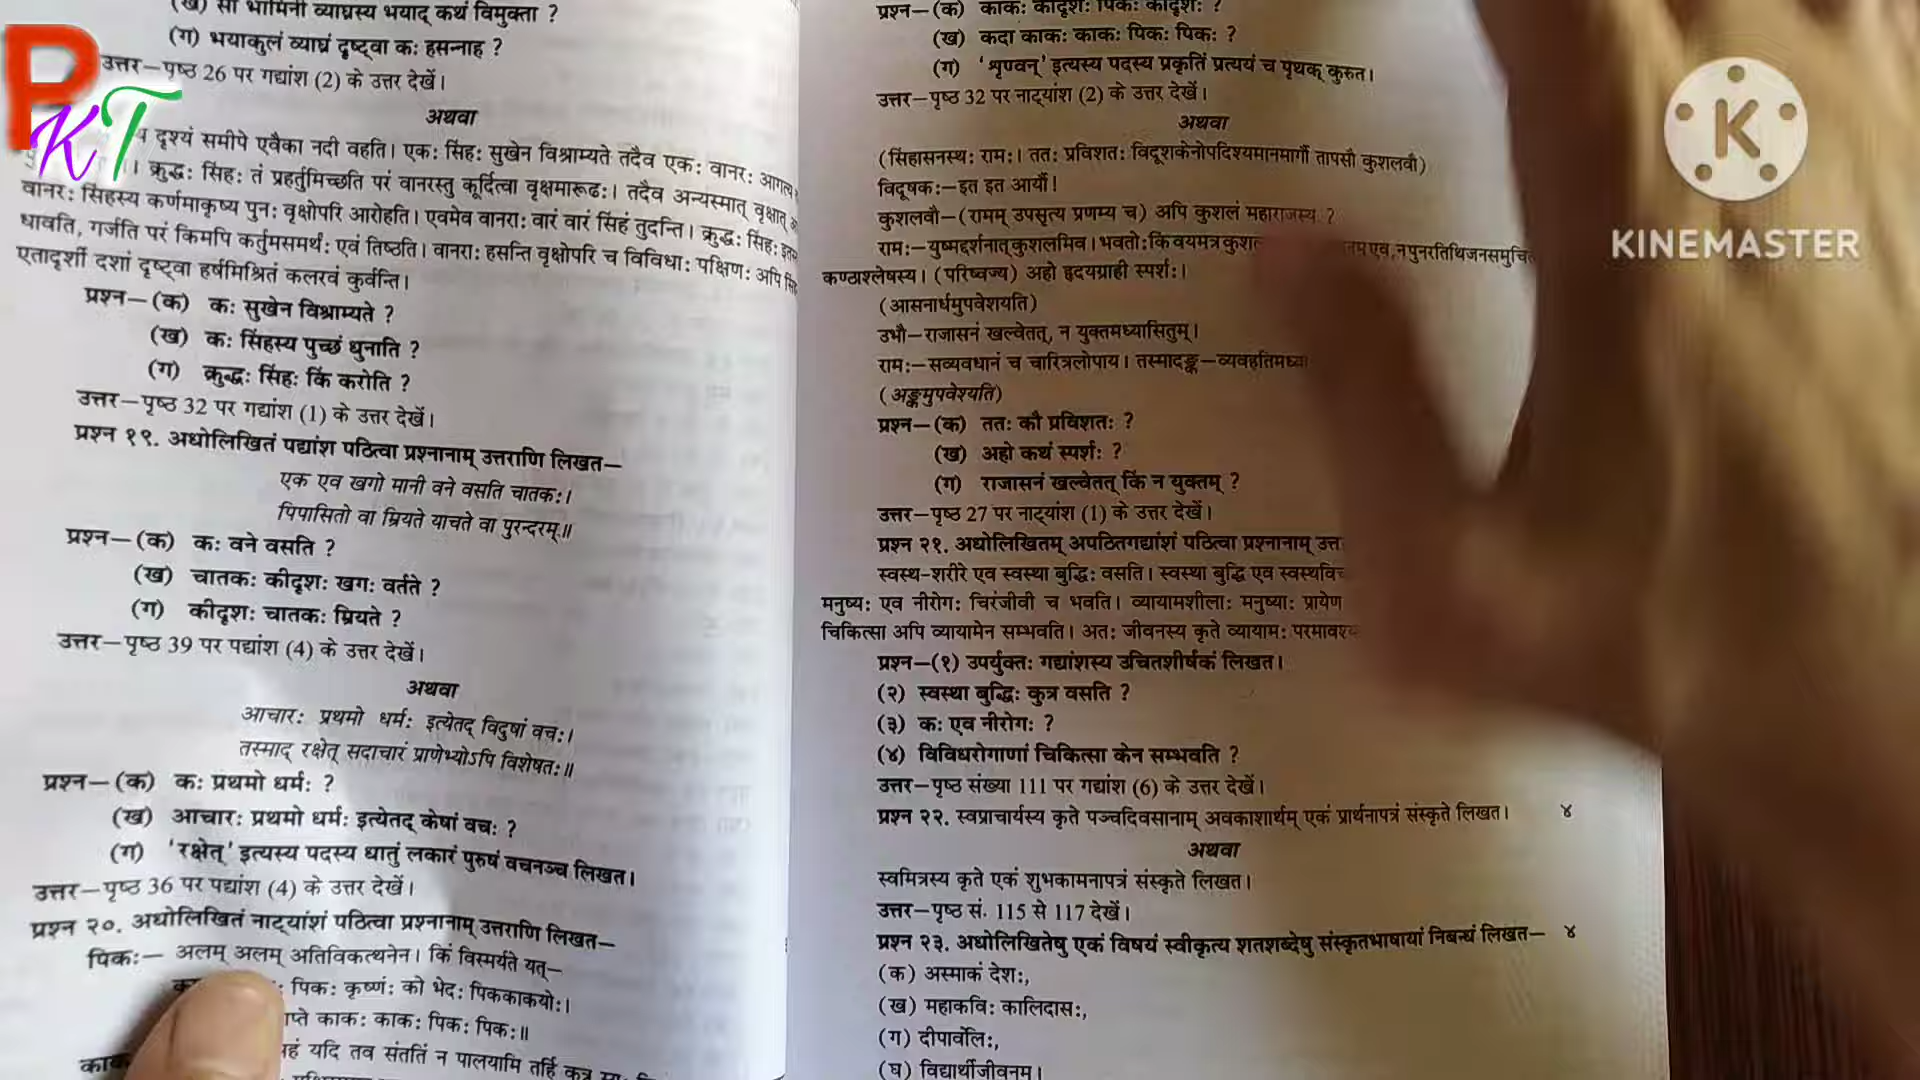 (ख) सा भामिनी व्याघ्रस्य भयाद् कथं विमुक्ता ?
(ग) भयाकुलं व्याघ्रं दृष्ट्वा कः हसन्नाह ?
उत्तर—पृष्ठ 26 पर गद्यांश (2) के उत्तर देखें।
अथवा
दृश्यं समीपे एवैका नदी वहति। एकः सिंहः सुखेन विश्राम्यते तदैव एकः वानरः आगत्य
क्रुद्धः सिंहः तं प्रहर्तुमिच्छति परं वानरस्तु कूर्दित्वा वृक्षमारूढः। तदैव अन्यस्मात् वृक्षात्
वानरः सिंहस्य कर्णमाकृष्य पुनः वृक्षोपरि आरोहति। एवमेव वानराः वारं वारं सिंहं तुदन्ति। क्रुद्धः सिंहः
धावति, गर्जति परं किमपि कर्तुमसमर्थः एवं तिष्ठति। वानराः हसन्ति वृक्षोपरि च विविधाः पक्षिणः अपि
एतादृर्शी दशां दृष्ट्वा हर्षमिश्रितं कलरवं कुर्वन्ति।
प्रश्न—(क) कः सुखेन विश्राम्यते ?
(ख) कः सिंहस्य पुच्छं धुनाति ?
(ग) क्रुद्धः सिंहः किं करोति ?
उत्तर—पृष्ठ 32 पर गद्यांश (1) के उत्तर देखें।
प्रश्न १९. अधोलिखितं पद्यांश पठित्वा प्रश्नानाम् उत्तराणि लिखत—
एक एव खगो मानी वने वसति चातकः।
पिपासितो वा म्रियते याचते वा पुरन्दरम्॥
प्रश्न—(क) कः वने वसति ?
(ख) चातकः कीदृशः खगः वर्तते ?
(ग) कीदृशः चातकः म्रियते ?
उत्तर—पृष्ठ 39 पर पद्यांश (4) के उत्तर देखें।
अथवा
आचारः प्रथमो धर्मः इत्येतद् विदुषां वचः।
तस्माद् रक्षेत् सदाचारं प्राणेभ्योऽपि विशेषतः॥
प्रश्न—(क) कः प्रथमो धर्मः ?
(ख) आचारः प्रथमो धर्मः इत्येतद् केषां वचः ?
(ग) 'रक्षेत्' इत्यस्य पदस्य धातुं लकारं पुरुषं वचनञ्च लिखत।
उत्तर—पृष्ठ 36 पर पद्यांश (4) के उत्तर देखें।
प्रश्न २०. अधोलिखितं नाट्यांशं पठित्वा प्रश्नानाम् उत्तराणि लिखत—
पिकः— अलम् अलम् अतिविकत्थनेन। किं विस्मर्यते यत्—
पिकः कृष्णः को भेदः पिककाकयोः।
काकः काकः पिकः पिकः॥
यदि तव संततिं न पालयामि तर्हि कुत्र
प्रश्न—(क) काकः कीदृशः पिकः कीदृशः ?
(ख) कदा काकः काकः पिकः पिकः ?
(ग) 'शृण्वन्' इत्यस्य पदस्य प्रकृतिं प्रत्ययं च पृथक् कुरुत।
उत्तर—पृष्ठ 32 पर नाट्यांश (2) के उत्तर देखें।
अथवा
(सिंहासनस्थः रामः। ततः प्रविशतः विदूशकेनोपदिश्यमानमार्गौ तापसौ कुशलवौ)
विदूषकः—इत इत आर्यौ!
कुशलवौ—(रामम् उपसृत्य प्रणम्य च) अपि कुशलं महाराजस्य ?
रामः—युष्मद्दर्शनात् कुशलमिव। भवतोः किं वयमत्र
कण्ठाश्लेषस्य। (परिष्वज्य) अहो हृदयग्राही स्पर्शः।
(आसनार्धमुपवेशयति)
उभौ—राजासनं खल्वेतत्, न युक्तमध्यासितुम्।
रामः—सव्यवधानं च चारित्रलोपाय। तस्मादङ्क—व्यवहितमध्या
(अङ्कमुपवेश्यति)
प्रश्न—(क) ततः कौ प्रविशतः ?
(ख) अहो कथं स्पर्शः ?
(ग) राजासनं खल्वेतत् किं न युक्तम् ?
उत्तर—पृष्ठ 27 पर नाट्यांश (1) के उत्तर देखें।
प्रश्न २१. अधोलिखितम् अपठितगद्यांशं पठित्वा प्रश्नानाम्
स्वस्थ-शरीरे एव स्वस्था बुद्धिः वसति। स्वस्था बुद्धि एव
मनुष्यः एव नीरोगः चिरंजीवी च भवति। व्यायामशीलाः मनुष्याः प्रायेण
चिकित्सा अपि व्यायामेन सम्भवति। अतः जीवनस्य कृते व्यायामः
प्रश्न—(१) उपर्युक्तः गद्यांशस्य उचितशीर्षकं लिखत।
(२) स्वस्था बुद्धिः कुत्र वसति ?
(३) कः एव नीरोगः ?
(४) विविधरोगाणां चिकित्सा केन सम्भवति ?
उत्तर—पृष्ठ संख्या 111 पर गद्यांश (6) के उत्तर देखें।
प्रश्न २२. स्वप्राचार्यस्य कृते पञ्चदिवसानाम् अवकाशार्थम् एकं प्रार्थनापत्रं संस्कृते लिखत। ४
अथवा
स्वमित्रस्य कृते एकं शुभकामनापत्रं संस्कृते लिखत।
उत्तर—पृष्ठ सं. 115 से 117 देखें।
प्रश्न २३. अधोलिखितेषु एकं विषयं स्वीकृत्य शतशब्देषु संस्कृतभाषायां निबन्धं लिखत— ४
(क) अस्माकं देशः,
(ख) महाकविः कालिदासः,
(ग) दीपावलिः,
(घ) विद्यार्थीजीवनम्।
PKT
KINEMASTER